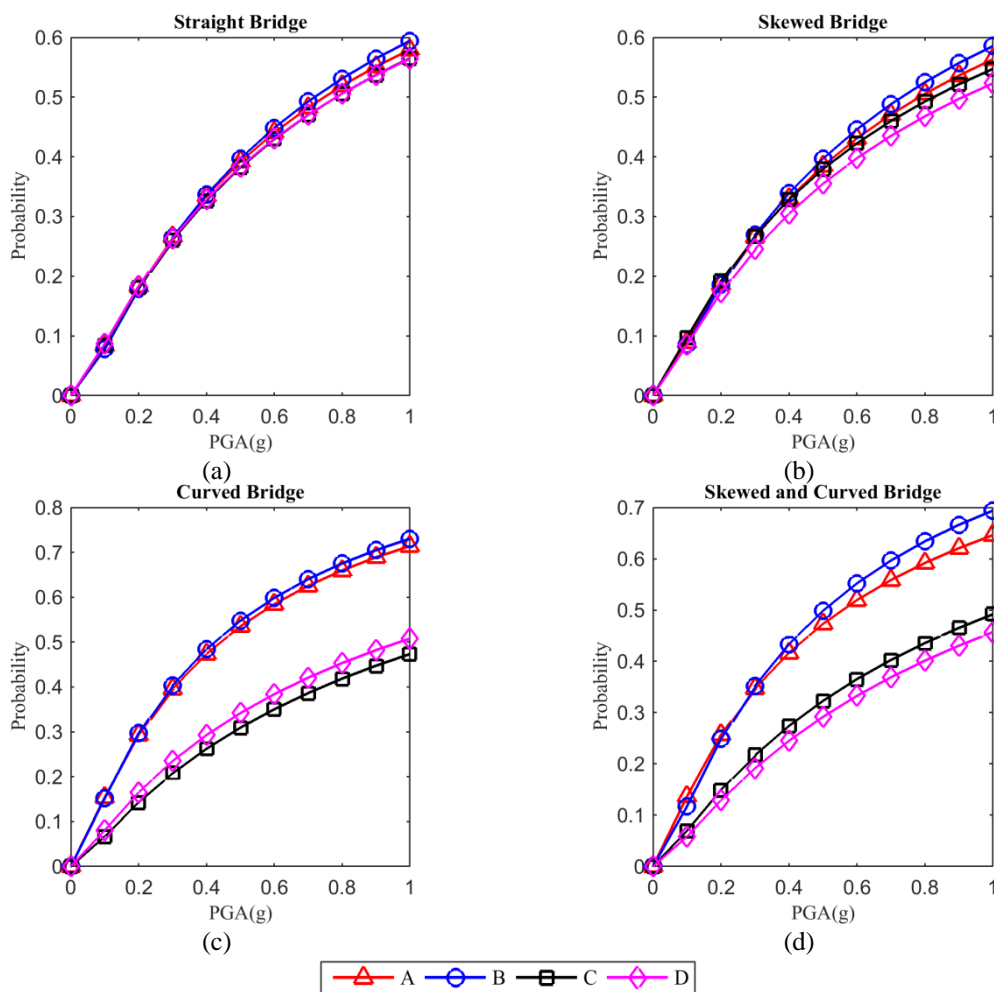 Straight Bridge
0.6
0.5
0.4
0.3
0.2
0.1
0
Probability
0 0.2 0.4 0.6 0.8 1
PGA(g)
(a)
Skewed Bridge
0.6
0.5
0.4
0.3
0.2
0.1
0
Probability
0 0.2 0.4 0.6 0.8 1
PGA(g)
(b)
Curved Bridge
0.8
0.7
0.6
0.5
0.4
0.3
0.2
0.1
0
Probability
0 0.2 0.4 0.6 0.8 1
PGA(g)
(c)
Skewed and Curved Bridge
0.7
0.6
0.5
0.4
0.3
0.2
0.1
0
Probability
0 0.2 0.4 0.6 0.8 1
PGA(g)
(d)
A B C D